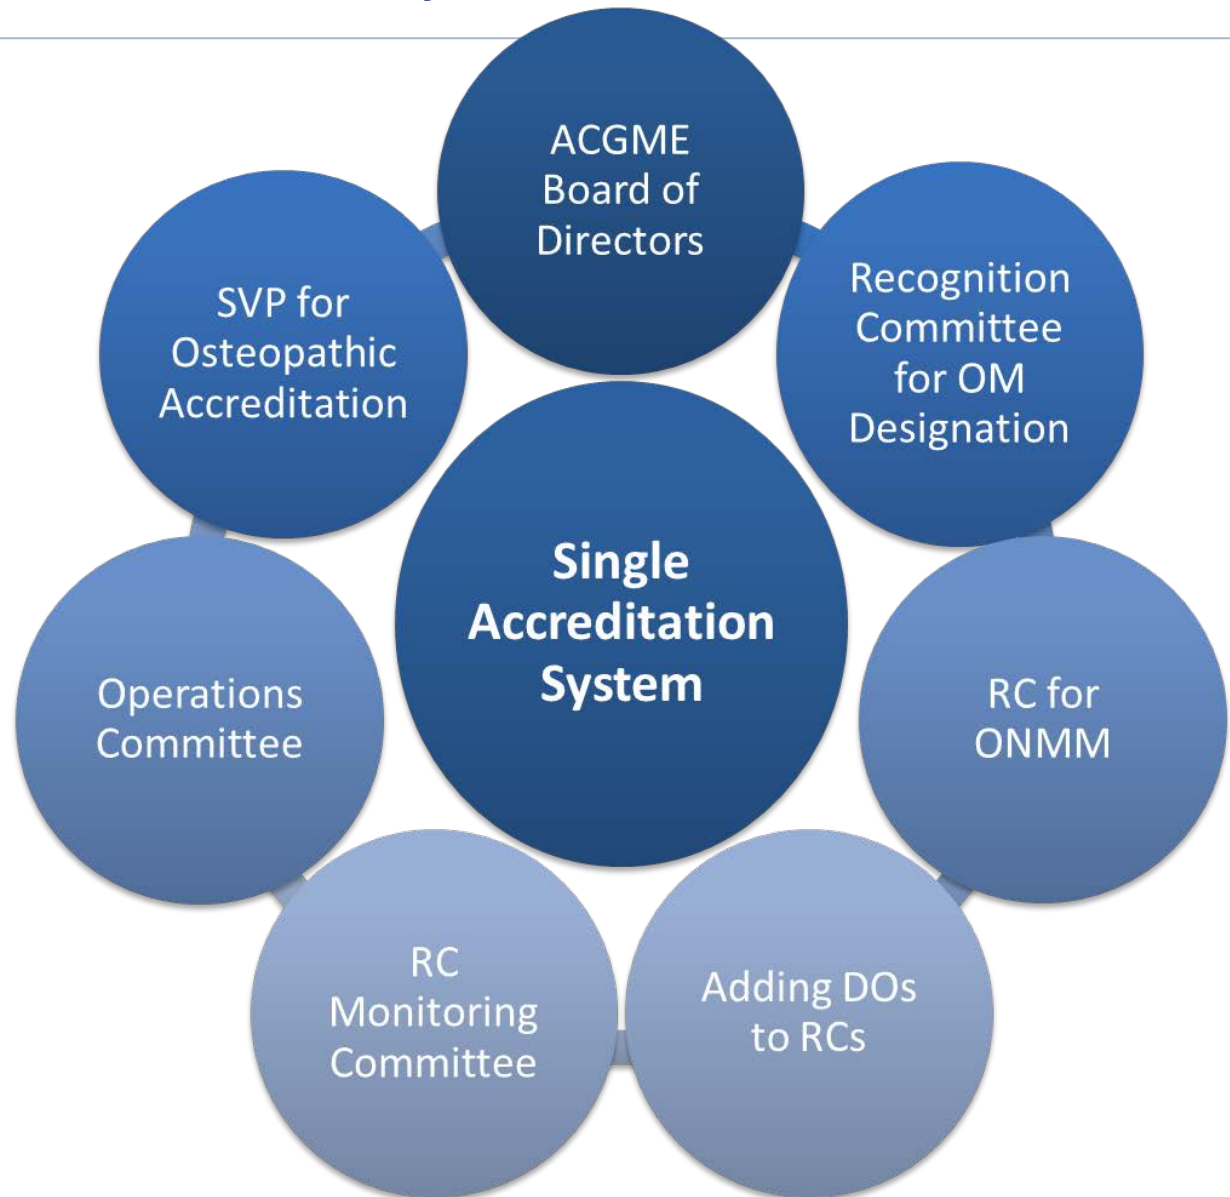 ACGME
Board of
Directors
Recognition
Committee
for OM
Designation
RC for
ONMM
Adding DOs
to RCs
RC
Monitoring
Committee
Operations
Committee
SVP for
Osteopathic
Accreditation
Single
Accreditation
System